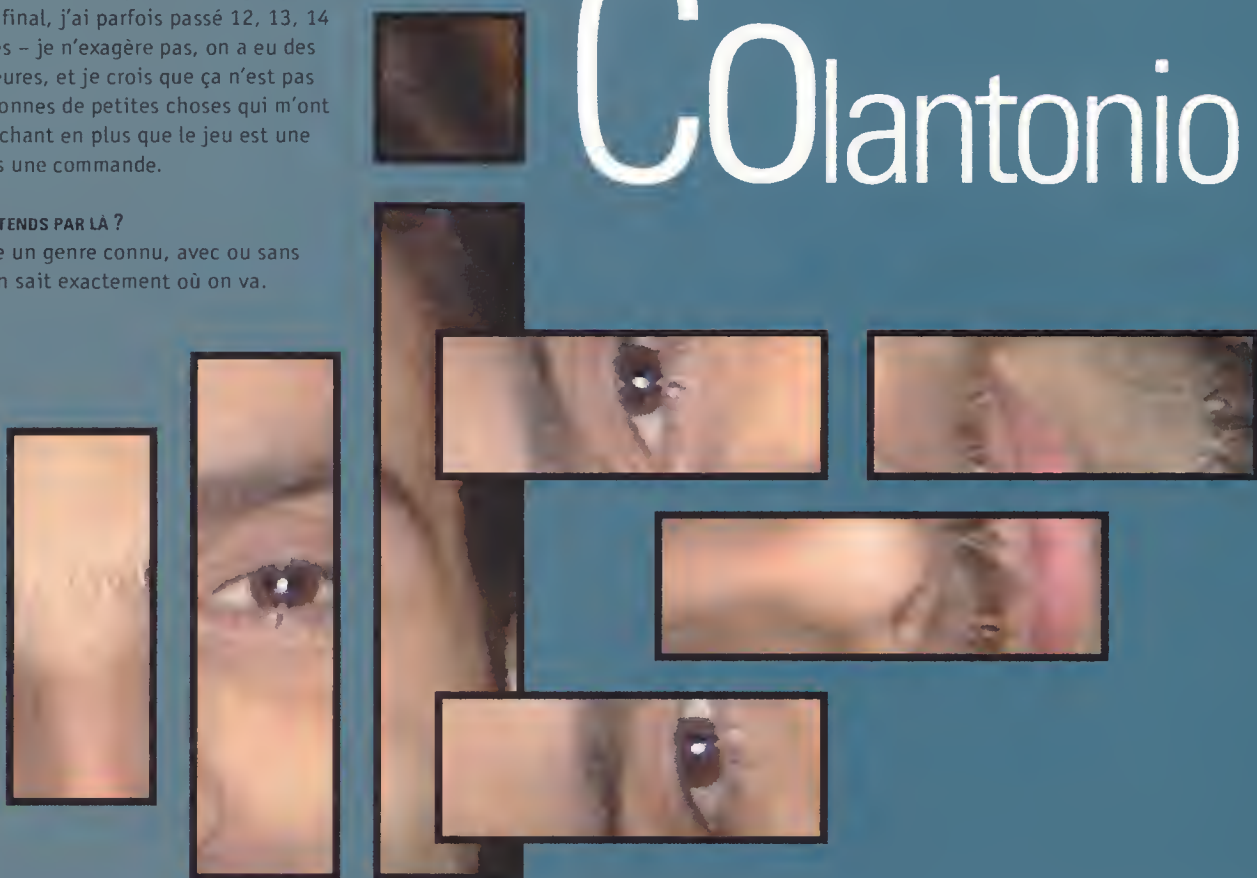 final, j'ai parfois passé 12, 13, 14
es – je n'exagère pas, on a eu des
eures, et je crois que ça n'est pas
onnes de petites choses qui m'ont
chant en plus que le jeu est une
s une commande.
TENDS PAR LÀ ?
e un genre connu, avec ou sans
n sait exactement où on va.
Colantonio